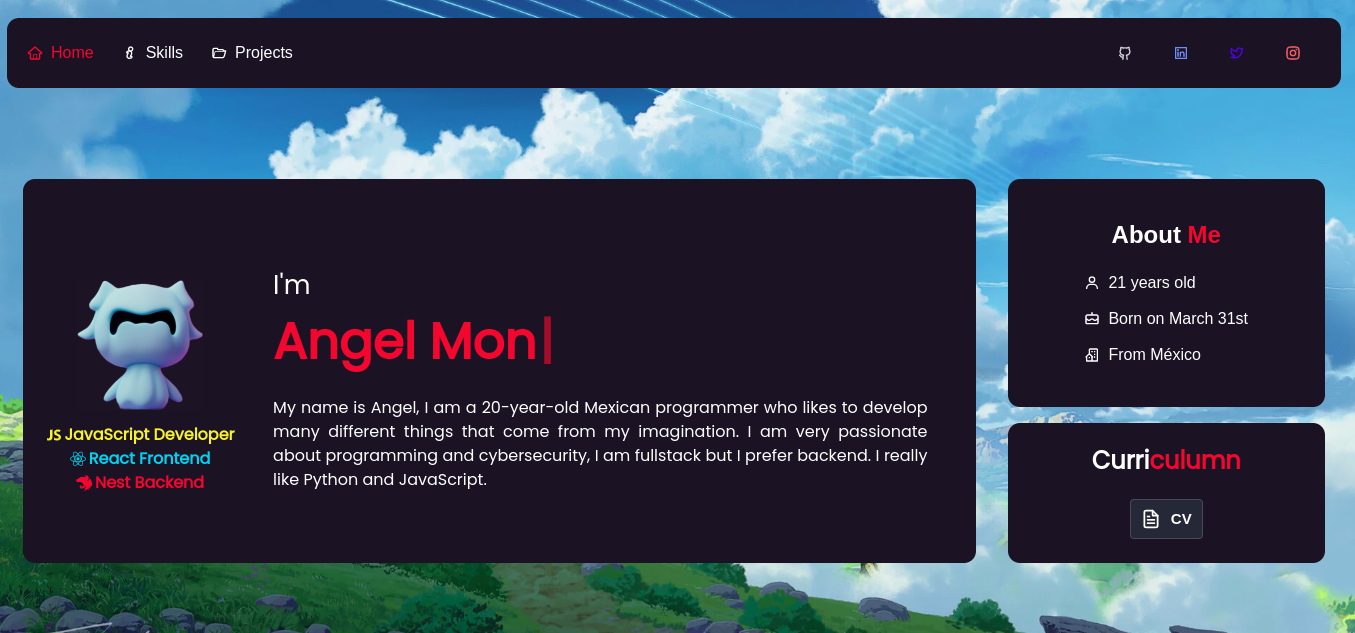 Home Skills Projects
I'm
Angel Mon
My name is Angel, I am a 20-year-old Mexican programmer who likes to develop
many different things that come from my imagination. I am very passionate
about programming and cybersecurity, I am fullstack but I prefer backend. I really
like Python and JavaScript.
JS JavaScript Developer
React Frontend
Nest Backend
About Me
21 years old
Born on March 31st
From México
Curriculumn
CV